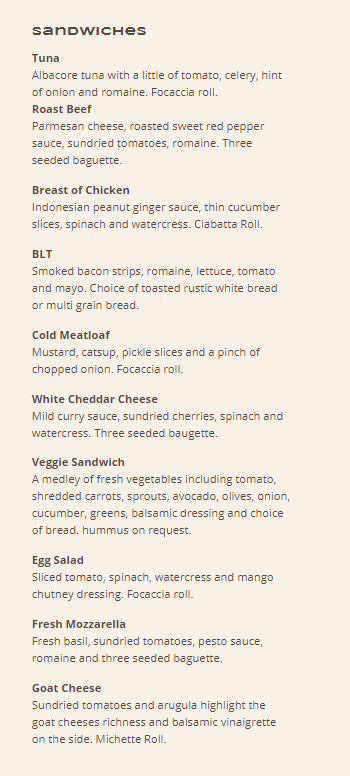 sandwiches
Tuna
Albacore tuna with a little of tomato, celery, hint
of onion and romaine. Focaccia roll.
Roast Beef
Parmesan cheese, roasted sweet red pepper
sauce, sundried tomatoes, romaine. Three
seeded baguette.
Breast of Chicken
Indonesian peanut ginger sauce, thin cucumber
slices, spinach and watercress. Ciabatta Roll.
BLT
Smoked bacon strips, romaine, lettuce, tomato
and mayo. Choice of toasted rustic white bread
or multi grain bread.
Cold Meatloaf
Mustard, catsup, pickle slices and a pinch of
chopped onion. Focaccia roll.
White Cheddar Cheese
Mild curry sauce, sundried cherries, spinach and
watercress. Three seeded baugette.
Veggie Sandwich
A medley of fresh vegetables including tomato,
shredded carrots, sprouts, avocado, olives, onion,
cucumber, greens, balsamic dressing and choice
of bread. hummus on request.
Egg Salad
Sliced tomato, spinach, watercress and mango
chutney dressing. Focaccia roll.
Fresh Mozzarella
Fresh basil, sundried tomatoes, pesto sauce,
romaine and three seeded baguette.
Goat Cheese
Sundried tomatoes and arugula highlight the
goat cheeses richness and balsamic vinaigrette
on the side. Michette Roll.